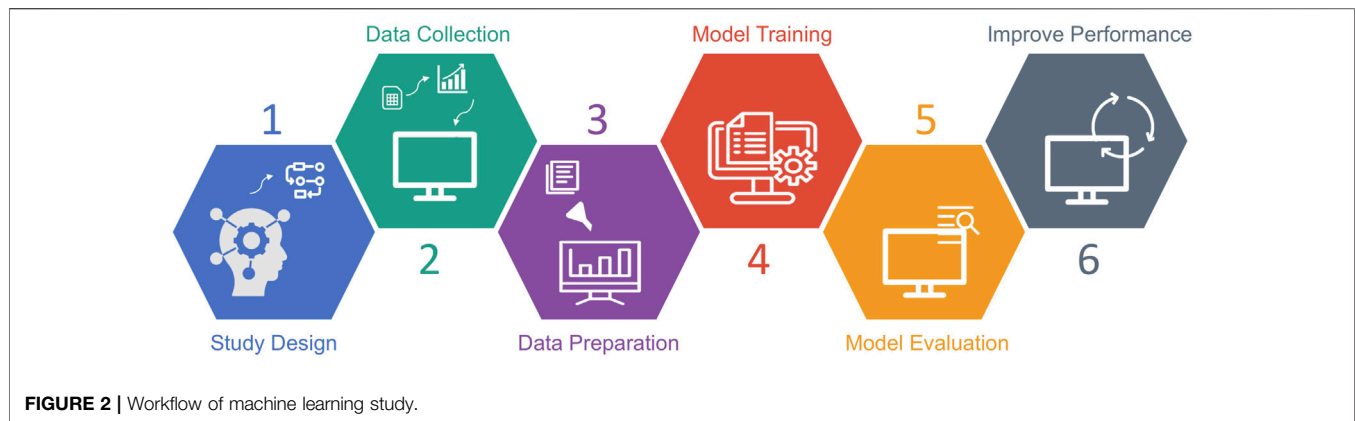 Data Collection
Model Training
Improve Performance
1
3
5
2
4
6
Study Design
Data Preparation
Model Evaluation
FIGURE 2 | Workflow of machine learning study.